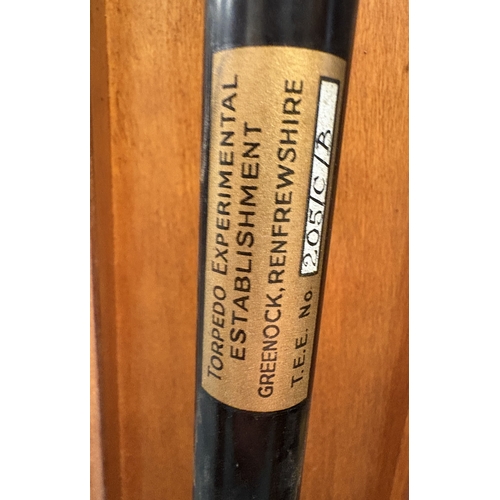 TORPEDO EXPERIMENTAL
ESTABLISHMENT
GREENOCK, RENFREWSHIRE
T.E.E. No. 205/C/B